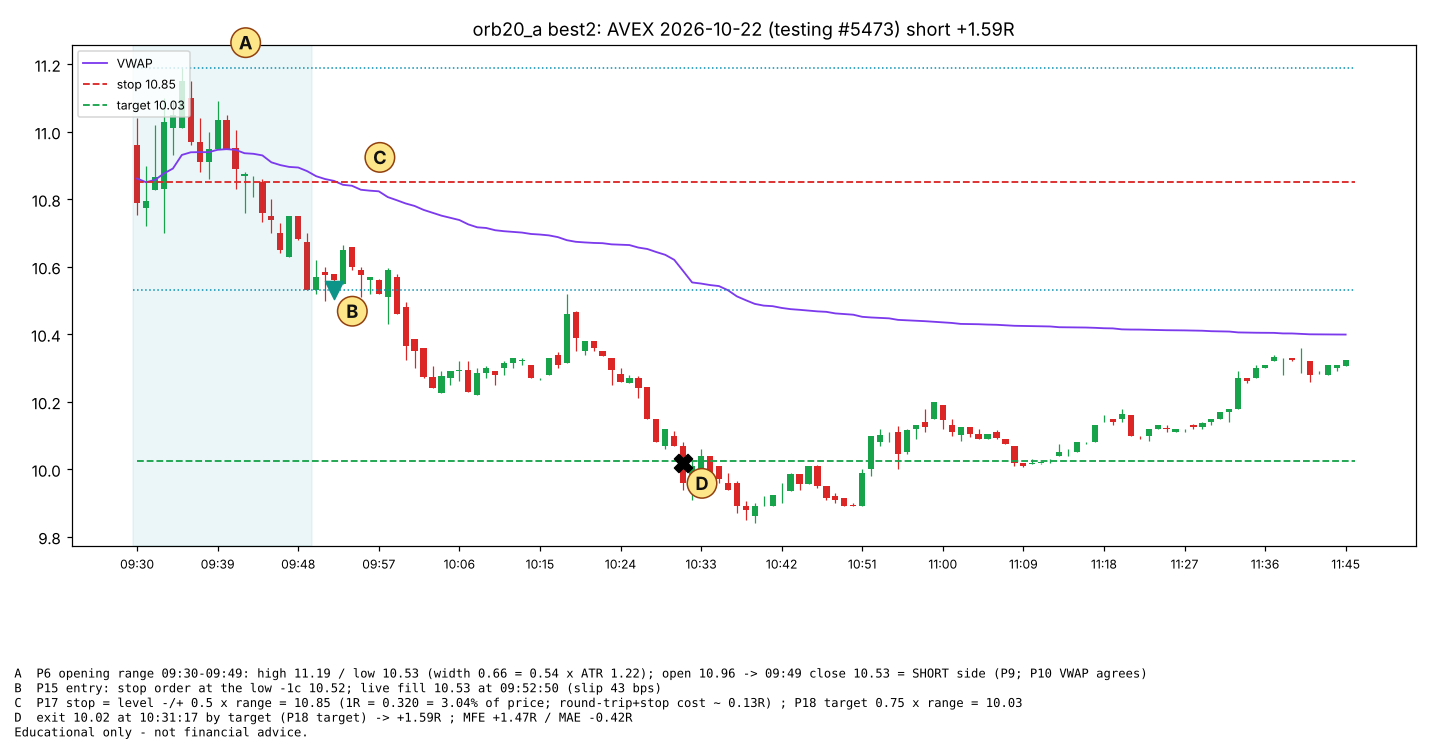 orb20_a best2: AVEX 2026-10-22 (testing #5473) short +1.59R
A
VWAP
stop 10.85
target 10.03
C
B
D
11.2
11.0
10.8
10.6
10.4
10.2
10.0
9.8
09:30 09:39 09:48 09:57 10:06 10:15 10:24 10:33 10:42 10:51 11:00 11:09 11:18 11:27 11:36 11:45
A P6 opening range 09:30-09:49: high 11.19 / low 10.53 (width 0.66 = 0.54 x ATR 1.22); open 10.96 -> 09:49 close 10.53 = SHORT side (P9; P10 VWAP agrees)
B P15 entry: stop order at the low -1c 10.52; live fill 10.53 at 09:52:50 (slip 43 bps)
C P17 stop = level -/+ 0.5 x range = 10.85 (1R = 0.320 = 3.04% of price; round-trip+stop cost ~ 0.13R) ; P18 target 0.75 x range = 10.03
D exit 10.02 at 10:31:17 by target (P18 target) -> +1.59R ; MFE +1.47R / MAE -0.42R
Educational only - not financial advice.